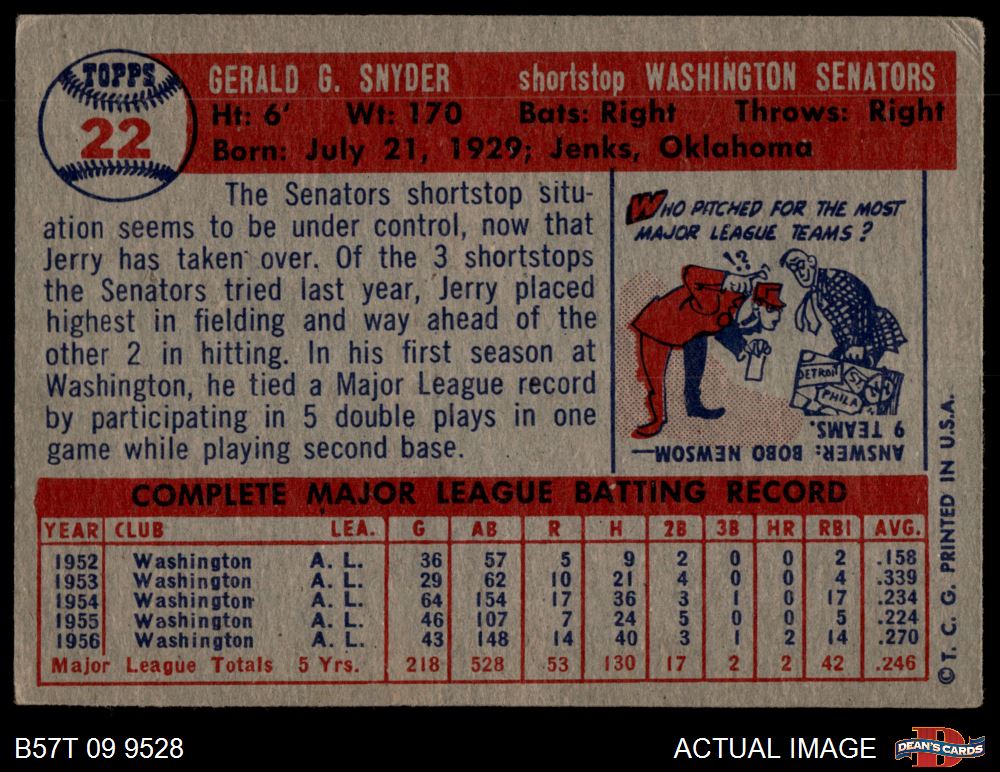 TOPPS
22
GERALD G. SNYDER shortstop WASHINGTON SENATORS
Ht: 6' Wt: 170 Bats: Right Throws: Right
Born: July 21, 1929; Jenks, Oklahoma
The Senators shortstop situ-
ation seems to be under control, now that
Jerry has taken over. Of the 3 shortstops
the Senators tried last year, Jerry placed
highest in fielding and way ahead of the
other 2 in hitting. In his first season at
Washington, he tied a Major League record
by participating in 5 double plays in one
game while playing second base.
WHO PITCHED FOR THE MOST
MAJOR LEAGUE TEAMS?
!?
DETROIT
ST.
PHILA
ANSWER: BOBO NEWSOM—
9 TEAMS.
COMPLETE MAJOR LEAGUE BATTING RECORD
YEAR CLUB LEA. G AB R H 2B 3B HR RBI AVG.
1952 Washington A. L. 36 57 5 9 2 0 0 2 .158
1953 Washington A. L. 29 62 10 21 4 0 0 4 .339
1954 Washington A. L. 64 154 17 36 3 1 0 17 .234
1955 Washington A. L. 46 107 7 24 5 0 0 5 .224
1956 Washington A. L. 43 148 14 40 3 1 2 14 .270
Major League Totals 5 Yrs. 218 528 53 130 17 2 2 42 .246
© T. C. G. PRINTED IN U.S.A.
B57T 09 9528
ACTUAL IMAGE
DEAN'S CARDS